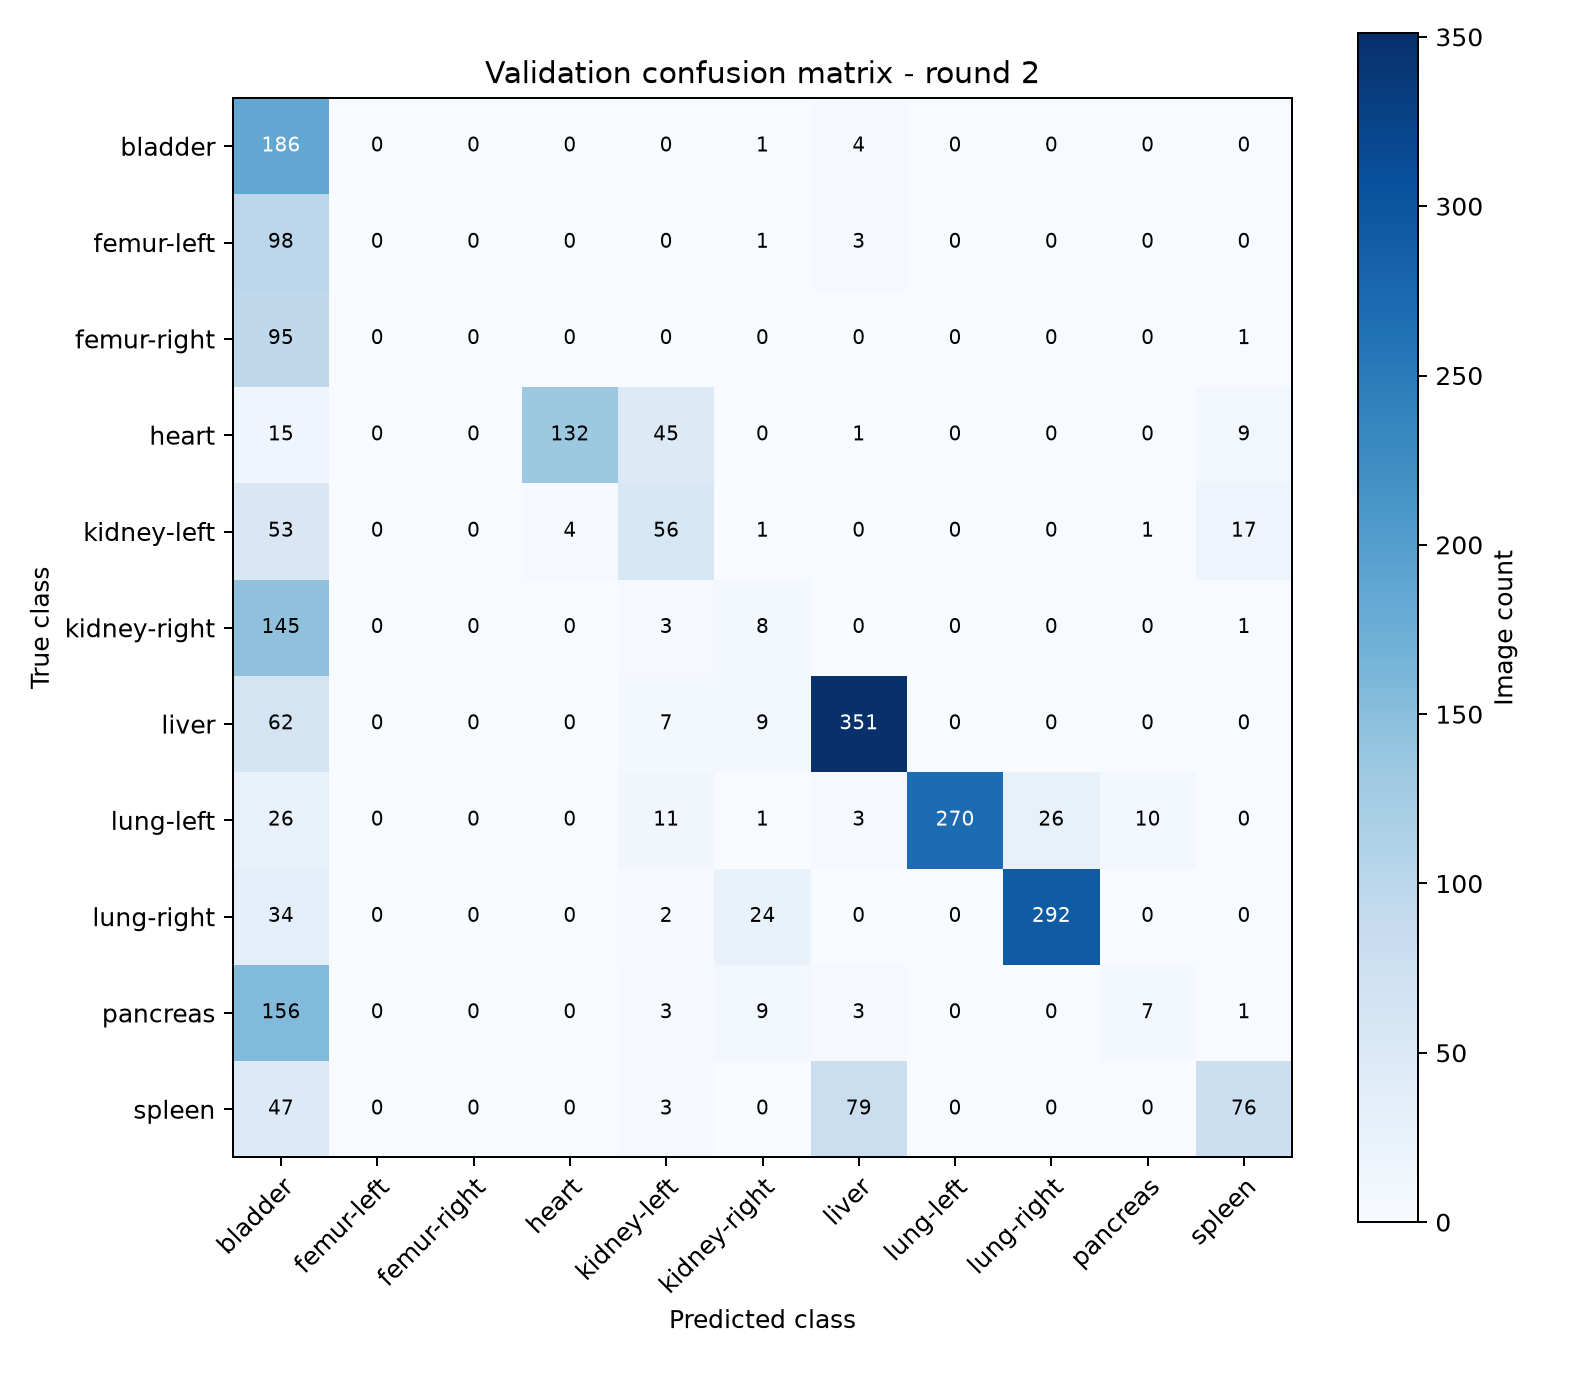 Validation confusion matrix - round 2
bladder 186 0 0 0 0 1 4 0 0 0 0
femur-left 98 0 0 0 0 1 3 0 0 0 0
femur-right 95 0 0 0 0 0 0 0 0 0 1
heart 15 0 0 132 45 0 1 0 0 0 9
kidney-left 53 0 0 4 56 1 0 0 0 1 17
kidney-right 145 0 0 0 3 8 0 0 0 0 1
liver 62 0 0 0 7 9 351 0 0 0 0
lung-left 26 0 0 0 11 1 3 270 26 10 0
lung-right 34 0 0 0 2 24 0 0 292 0 0
pancreas 156 0 0 0 3 9 3 0 0 7 1
spleen 47 0 0 0 3 0 79 0 0 0 76
True class
bladder femur-left femur-right heart kidney-left kidney-right liver lung-left lung-right pancreas spleen
Predicted class
350
300
250
200
150
100
50
0
Image count